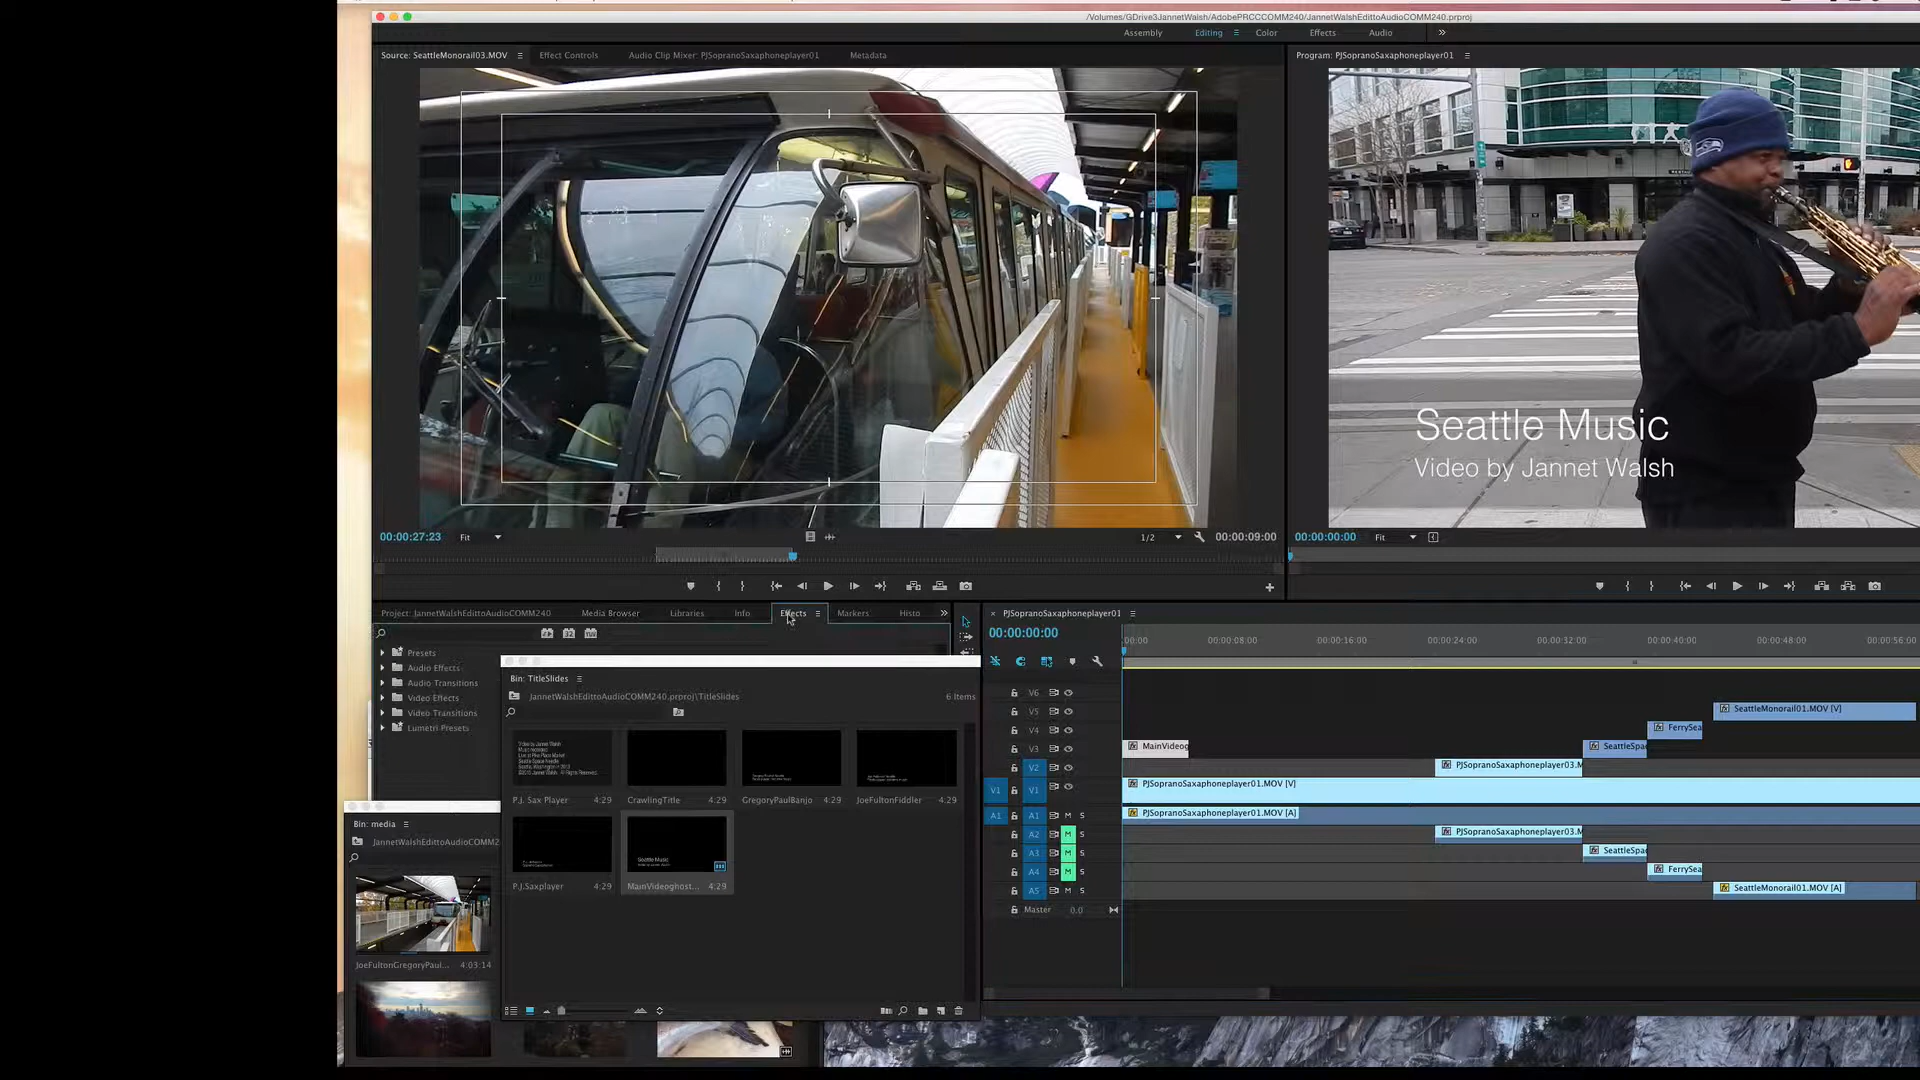 /Volumes/GDrive3JannetWalsh/AdobePRCCCOMM240/JannetWalshEdittoAudioCOMM240.prproj
Assembly Editing Color Effects Audio
Source: SeattleMonorail03.MOV Effect Controls Audio Clip Mixer: PJSopranoSaxaphoneplayer01 Metadata
Program: PJSopranoSaxaphoneplayer01
Seattle Music
Video by Jannet Walsh
00:00:27:23 Fit 1/2 00:00:09:00
00:00:00:00 Fit
Project: JannetWalshEdittoAudioCOMM240 Media Browser Libraries Info Effects Markers Histo
Presets
Audio Effects
Audio Transitions
Video Effects
Video Transitions
Lumetri Presets
Bin: TitleSlides
JannetWalshEdittoAudioCOMM240.prproj\TitleSlides
6 Items
P.J. Sax Player 4:29
CrawlingTitle 4:29
GregoryPaulBanjo 4:29
JoeFultonFiddler 4:29
Seattle Music
P.J.Saxplayer 4:29
MainVideoghost... 4:29
Bin: media
JannetWalshEdittoAudioCOMM2
JoeFultonGregoryPaul... 4:03:14
PJSopranoSaxaphoneplayer01
00:00:00:00
:00:00 00:00:08:00 00:00:16:00 00:00:24:00 00:00:32:00 00:00:40:00 00:00:48:00 00:00:56:00
V6
V5 SeattleMonorail01.MOV [V]
V4 FerrySea
V3 MainVideog SeattleSpa
V2 PJSopranoSaxaphoneplayer03.M
V1 V1 PJSopranoSaxaphoneplayer01.MOV [V]
A1 A1 M S PJSopranoSaxaphoneplayer01.MOV [A]
A2 M S PJSopranoSaxaphoneplayer03.M
A3 M S SeattleSpa
A4 M S FerrySea
A5 M S SeattleMonorail01.MOV [A]
Master 0.0